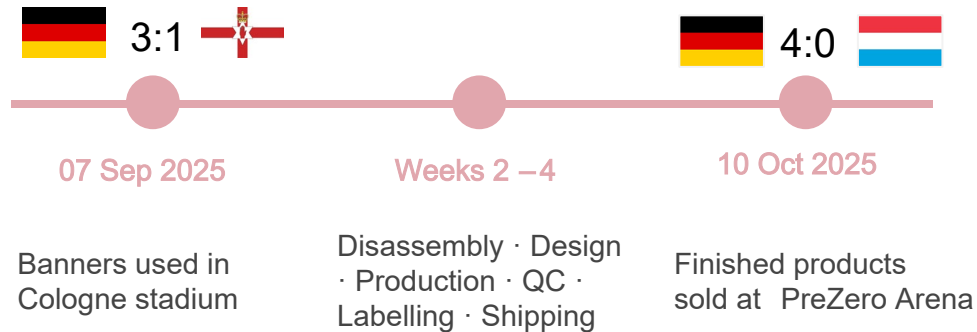 3:1
4:0
07 Sep 2025
Weeks 2 –4
10 Oct 2025
Banners used in
Cologne stadium
Disassembly · Design
· Production · QC ·
Labelling · Shipping
Finished products
sold at PreZero Arena